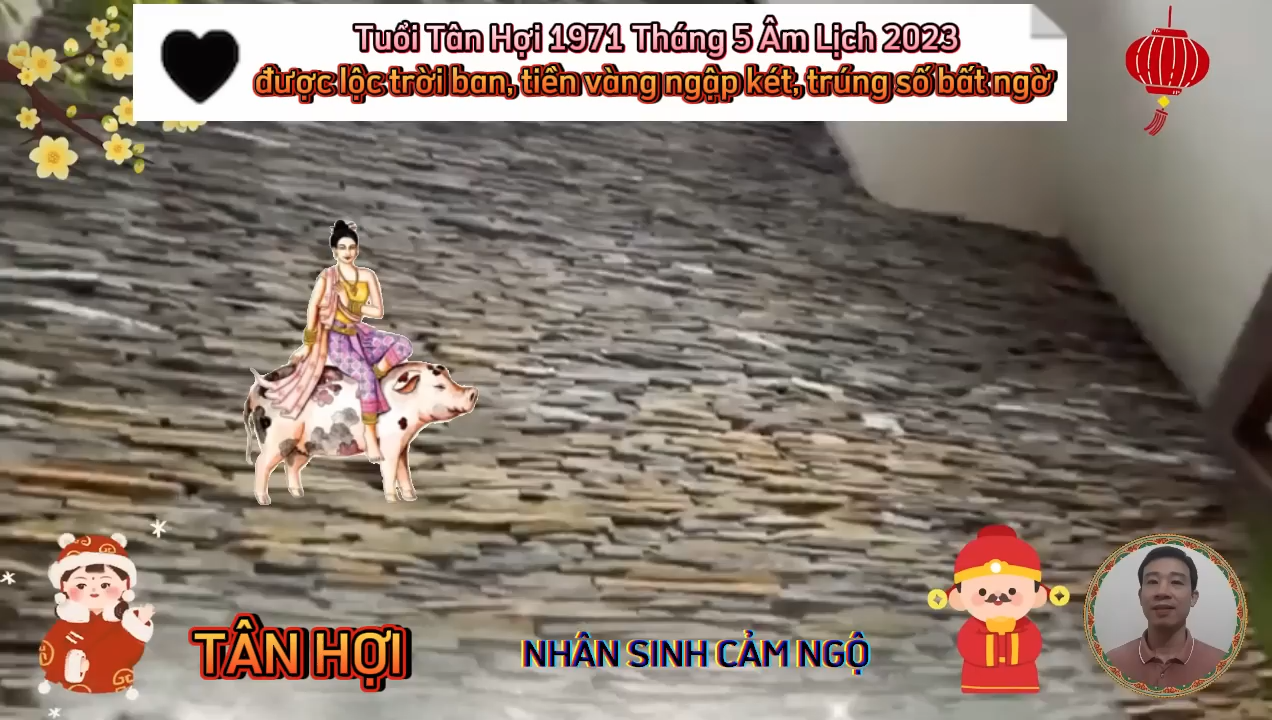 Tuổi Tân Hợi 1971 Tháng 5 Âm Lịch 2023
được lộc trời ban, tiền vàng ngập két, trúng số bất ngờ
TÂN HỢI
NHÂN SINH CẢM NGỘ